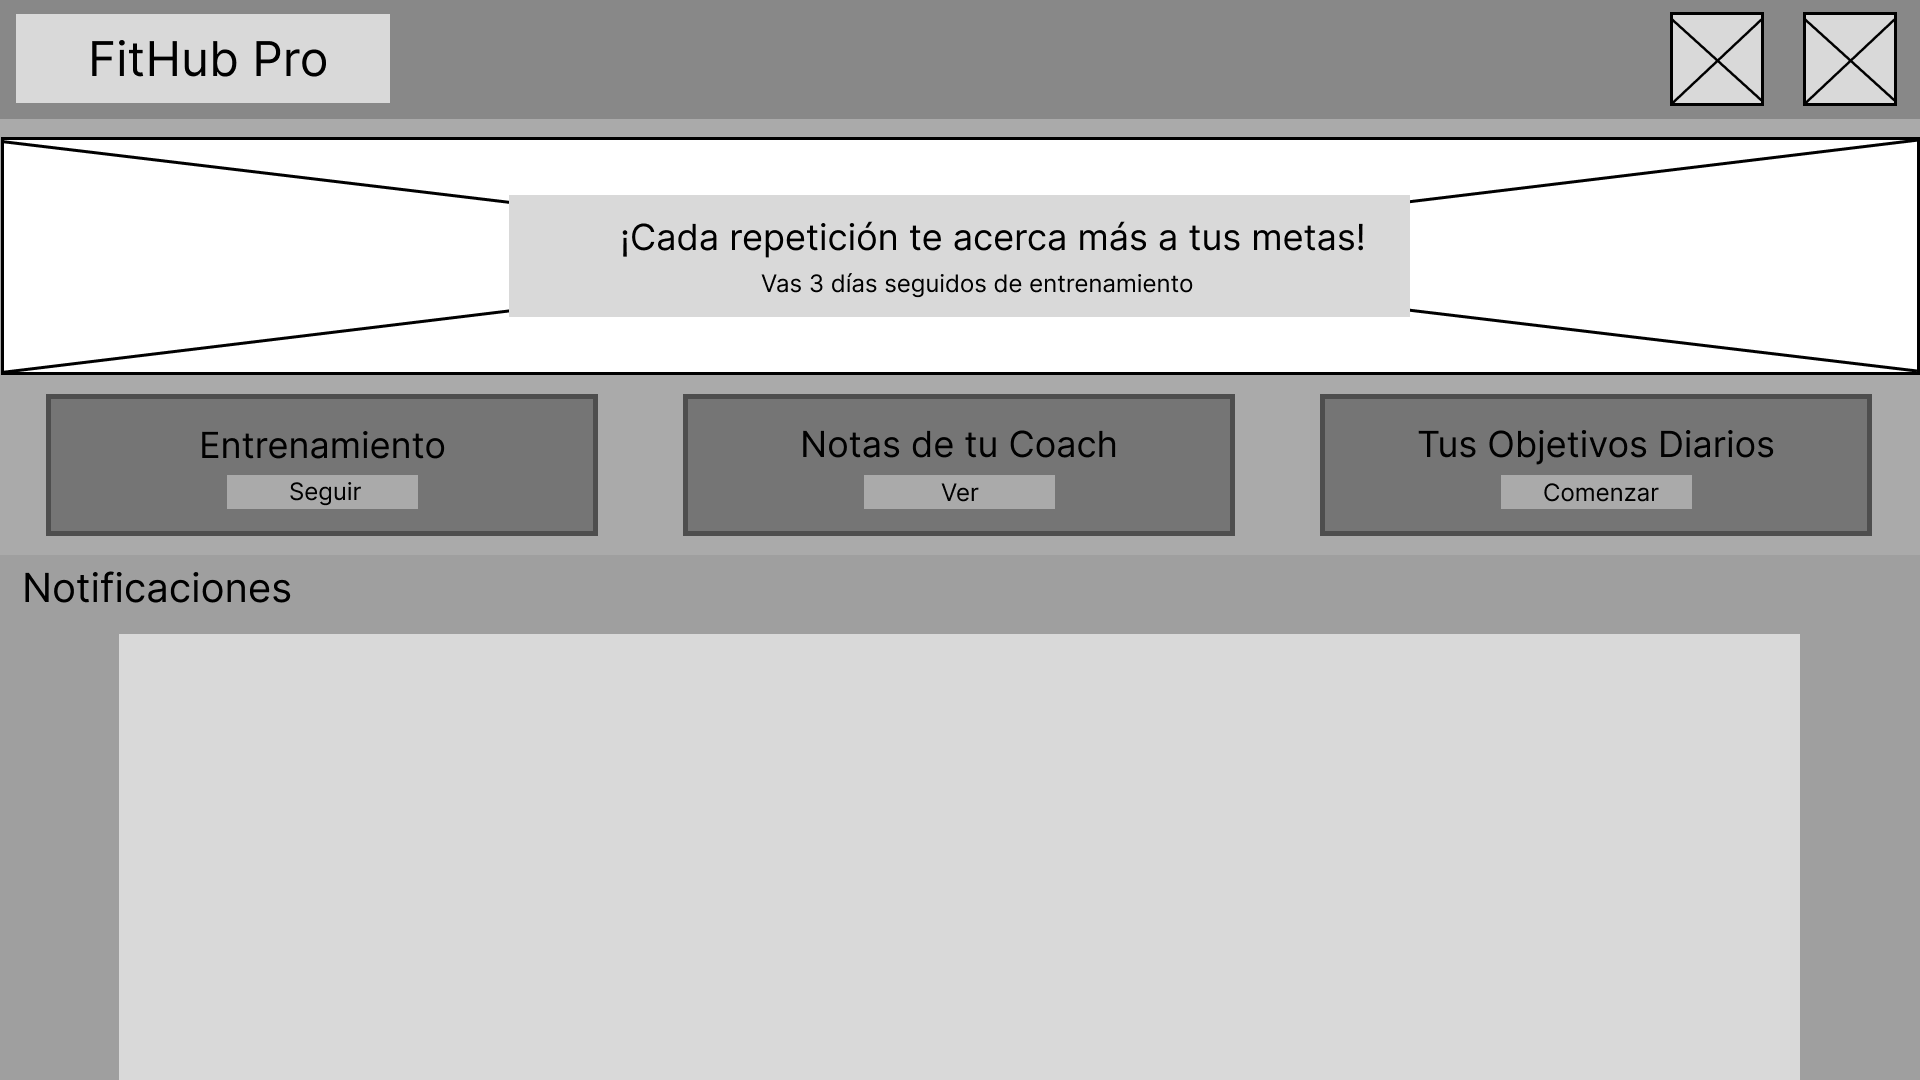 FitHub Pro
¡Cada repetición te acerca más a tus metas!
Vas 3 días seguidos de entrenamiento
Entrenamiento
Seguir
Notas de tu Coach
Ver
Tus Objetivos Diarios
Comenzar
Notificaciones